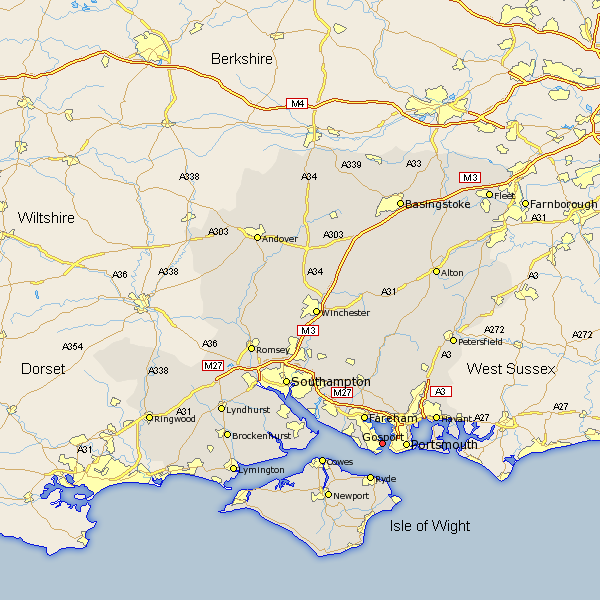 Berkshire
M4
A339
A33
A338
A34
M3
Fleet
Basingstoke
Farnborough
A31
Wiltshire
A303
Andover
A303
A36
A338
A34
Alton
A3
A31
Winchester
M3
A272
A272
A354
A36
Romsey
Petersfield
A3
Dorset
A338
M27
West Sussex
Southampton
M27
A3
A31
Lyndhurst
Ringwood
Fareham
Havant
A27
A27
Brockenhurst
Gosport
Portsmouth
A31
Lymington
Cowes
Ryde
Newport
Isle of Wight